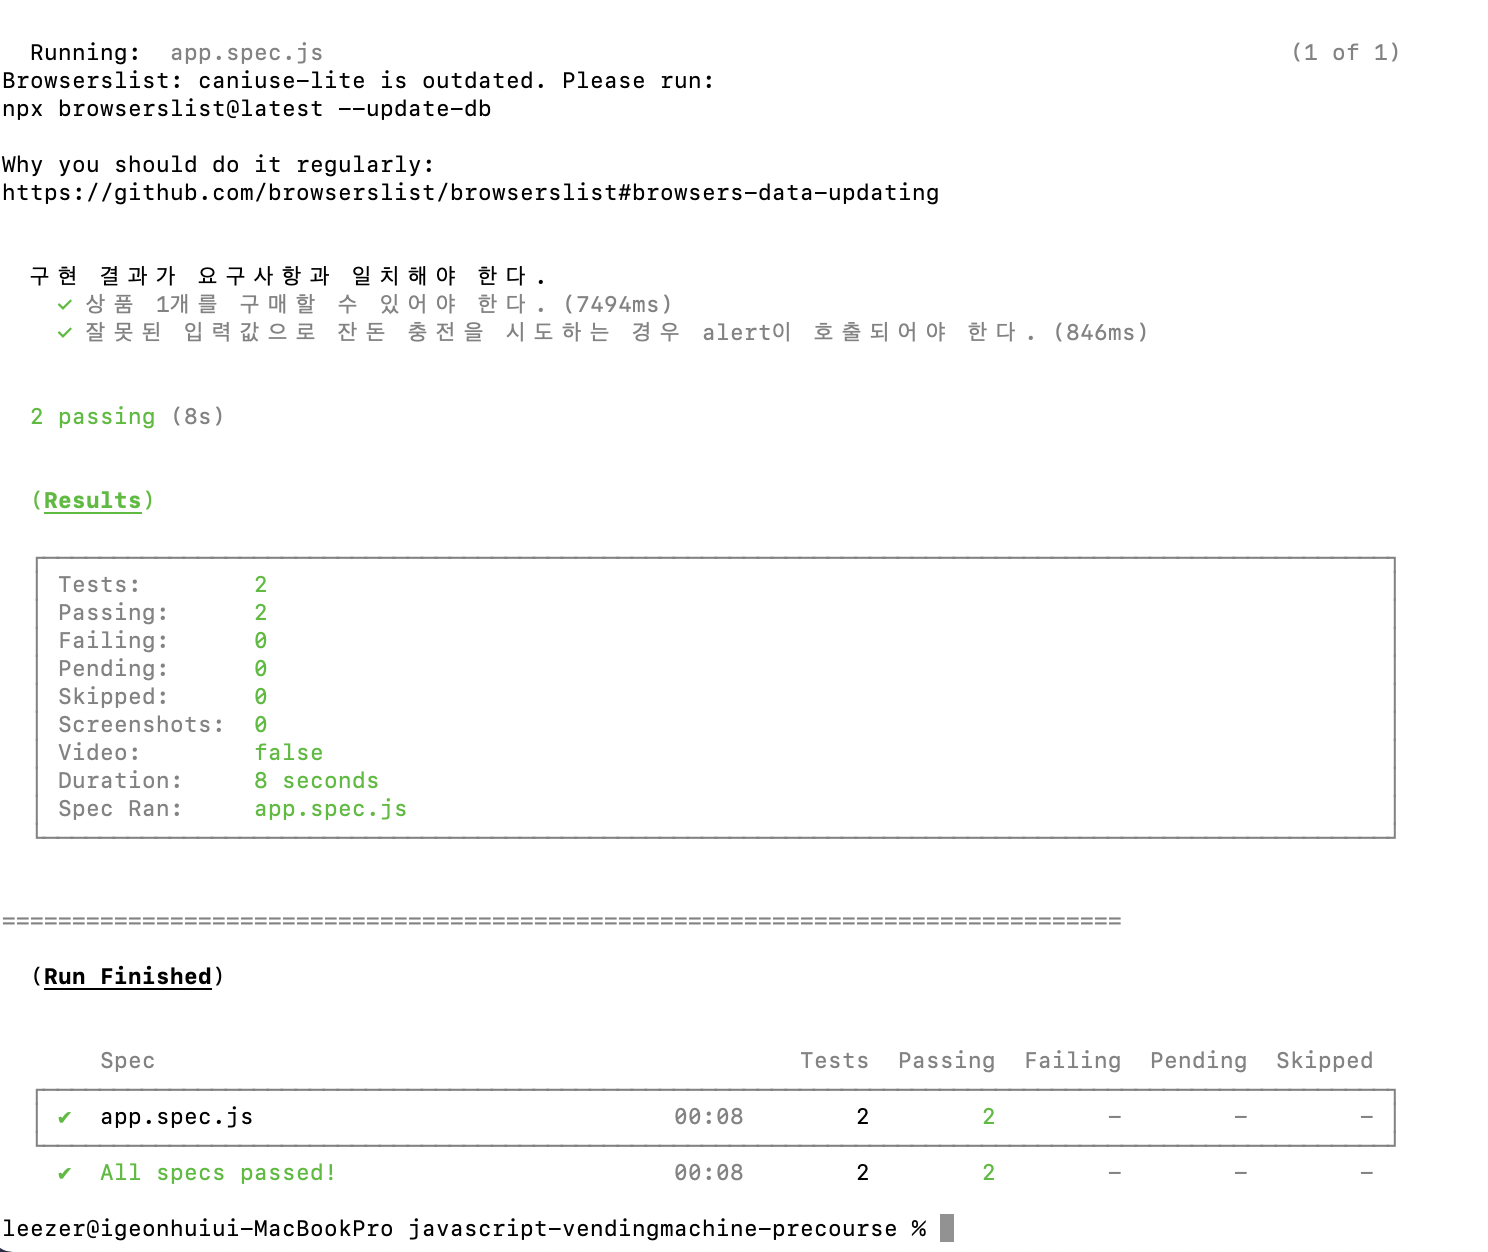 Running: app.spec.js (1 of 1)
Browserslist: caniuse-lite is outdated. Please run:
npx browserslist@latest --update-db
Why you should do it regularly:
https://github.com/browserslist/browserslist#browsers-data-updating
구현 결과가 요구사항과 일치해야 한다.
✓ 상품 1개를 구매할 수 있어야 한다. (7494ms)
✓ 잘못된 입력값으로 잔돈 충전을 시도하는 경우 alert이 호출되어야 한다. (846ms)
2 passing (8s)
(Results)
Tests: 2
Passing: 2
Failing: 0
Pending: 0
Skipped: 0
Screenshots: 0
Video: false
Duration: 8 seconds
Spec Ran: app.spec.js
================================================================================
(Run Finished)
Spec Tests Passing Failing Pending Skipped
✔ app.spec.js 00:08 2 2 - - -
✔ All specs passed! 00:08 2 2 - - -
leezer@igeonhuiui-MacBookPro javascript-vendingmachine-precourse %